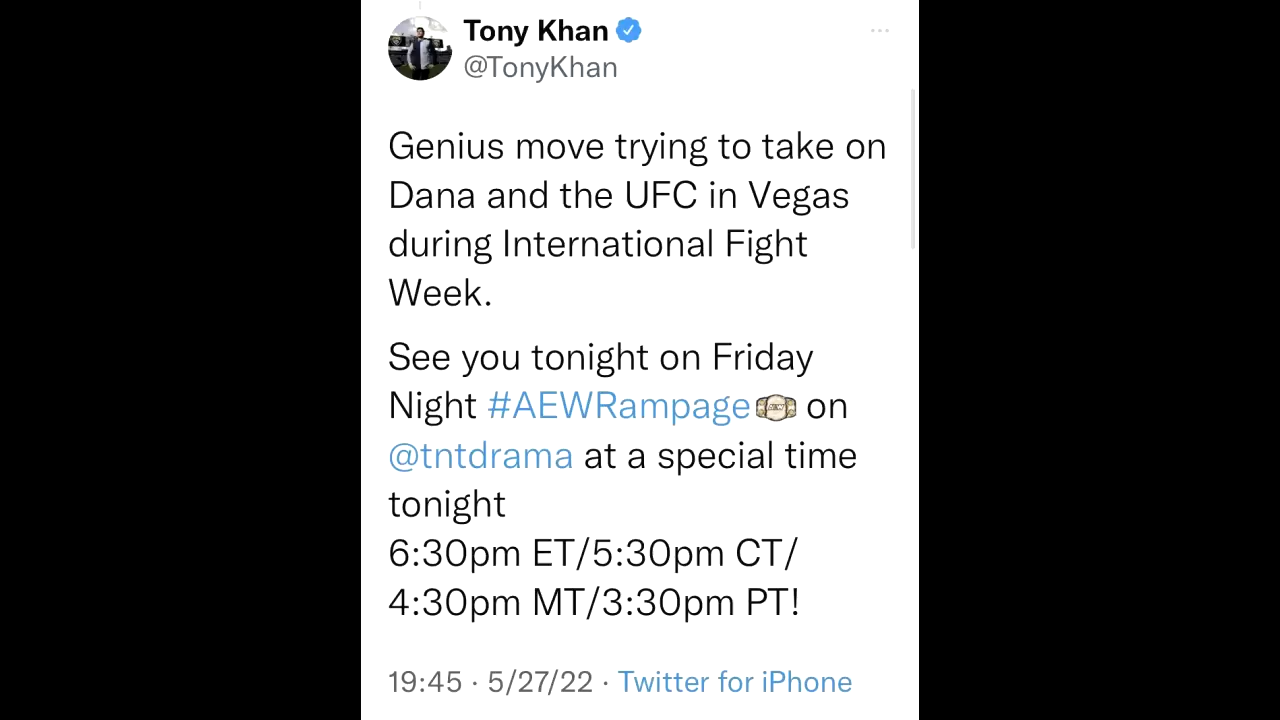 Tony Khan
@TonyKhan
Genius move trying to take on
Dana and the UFC in Vegas
during International Fight
Week.
See you tonight on Friday
Night #AEWRampage on
@tntdrama at a special time
tonight
6:30pm ET/5:30pm CT/
4:30pm MT/3:30pm PT!
19:45 · 5/27/22 · Twitter for iPhone